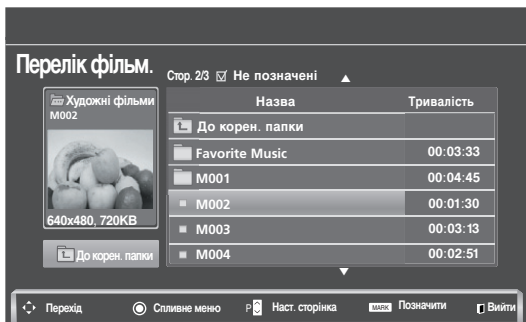 Перелік фільм.
Стор. 2/3 Не позначені
Художні фільми
M002
640x480, 720KB
До корен. папки
Назва Тривалість
До корен. папки
Favorite Music 00:03:33
M001 00:04:45
M002 00:01:30
M003 00:03:13
M004 00:02:51
Перехід Спливне меню P Наст. сторінка MARK Позначити Вийти